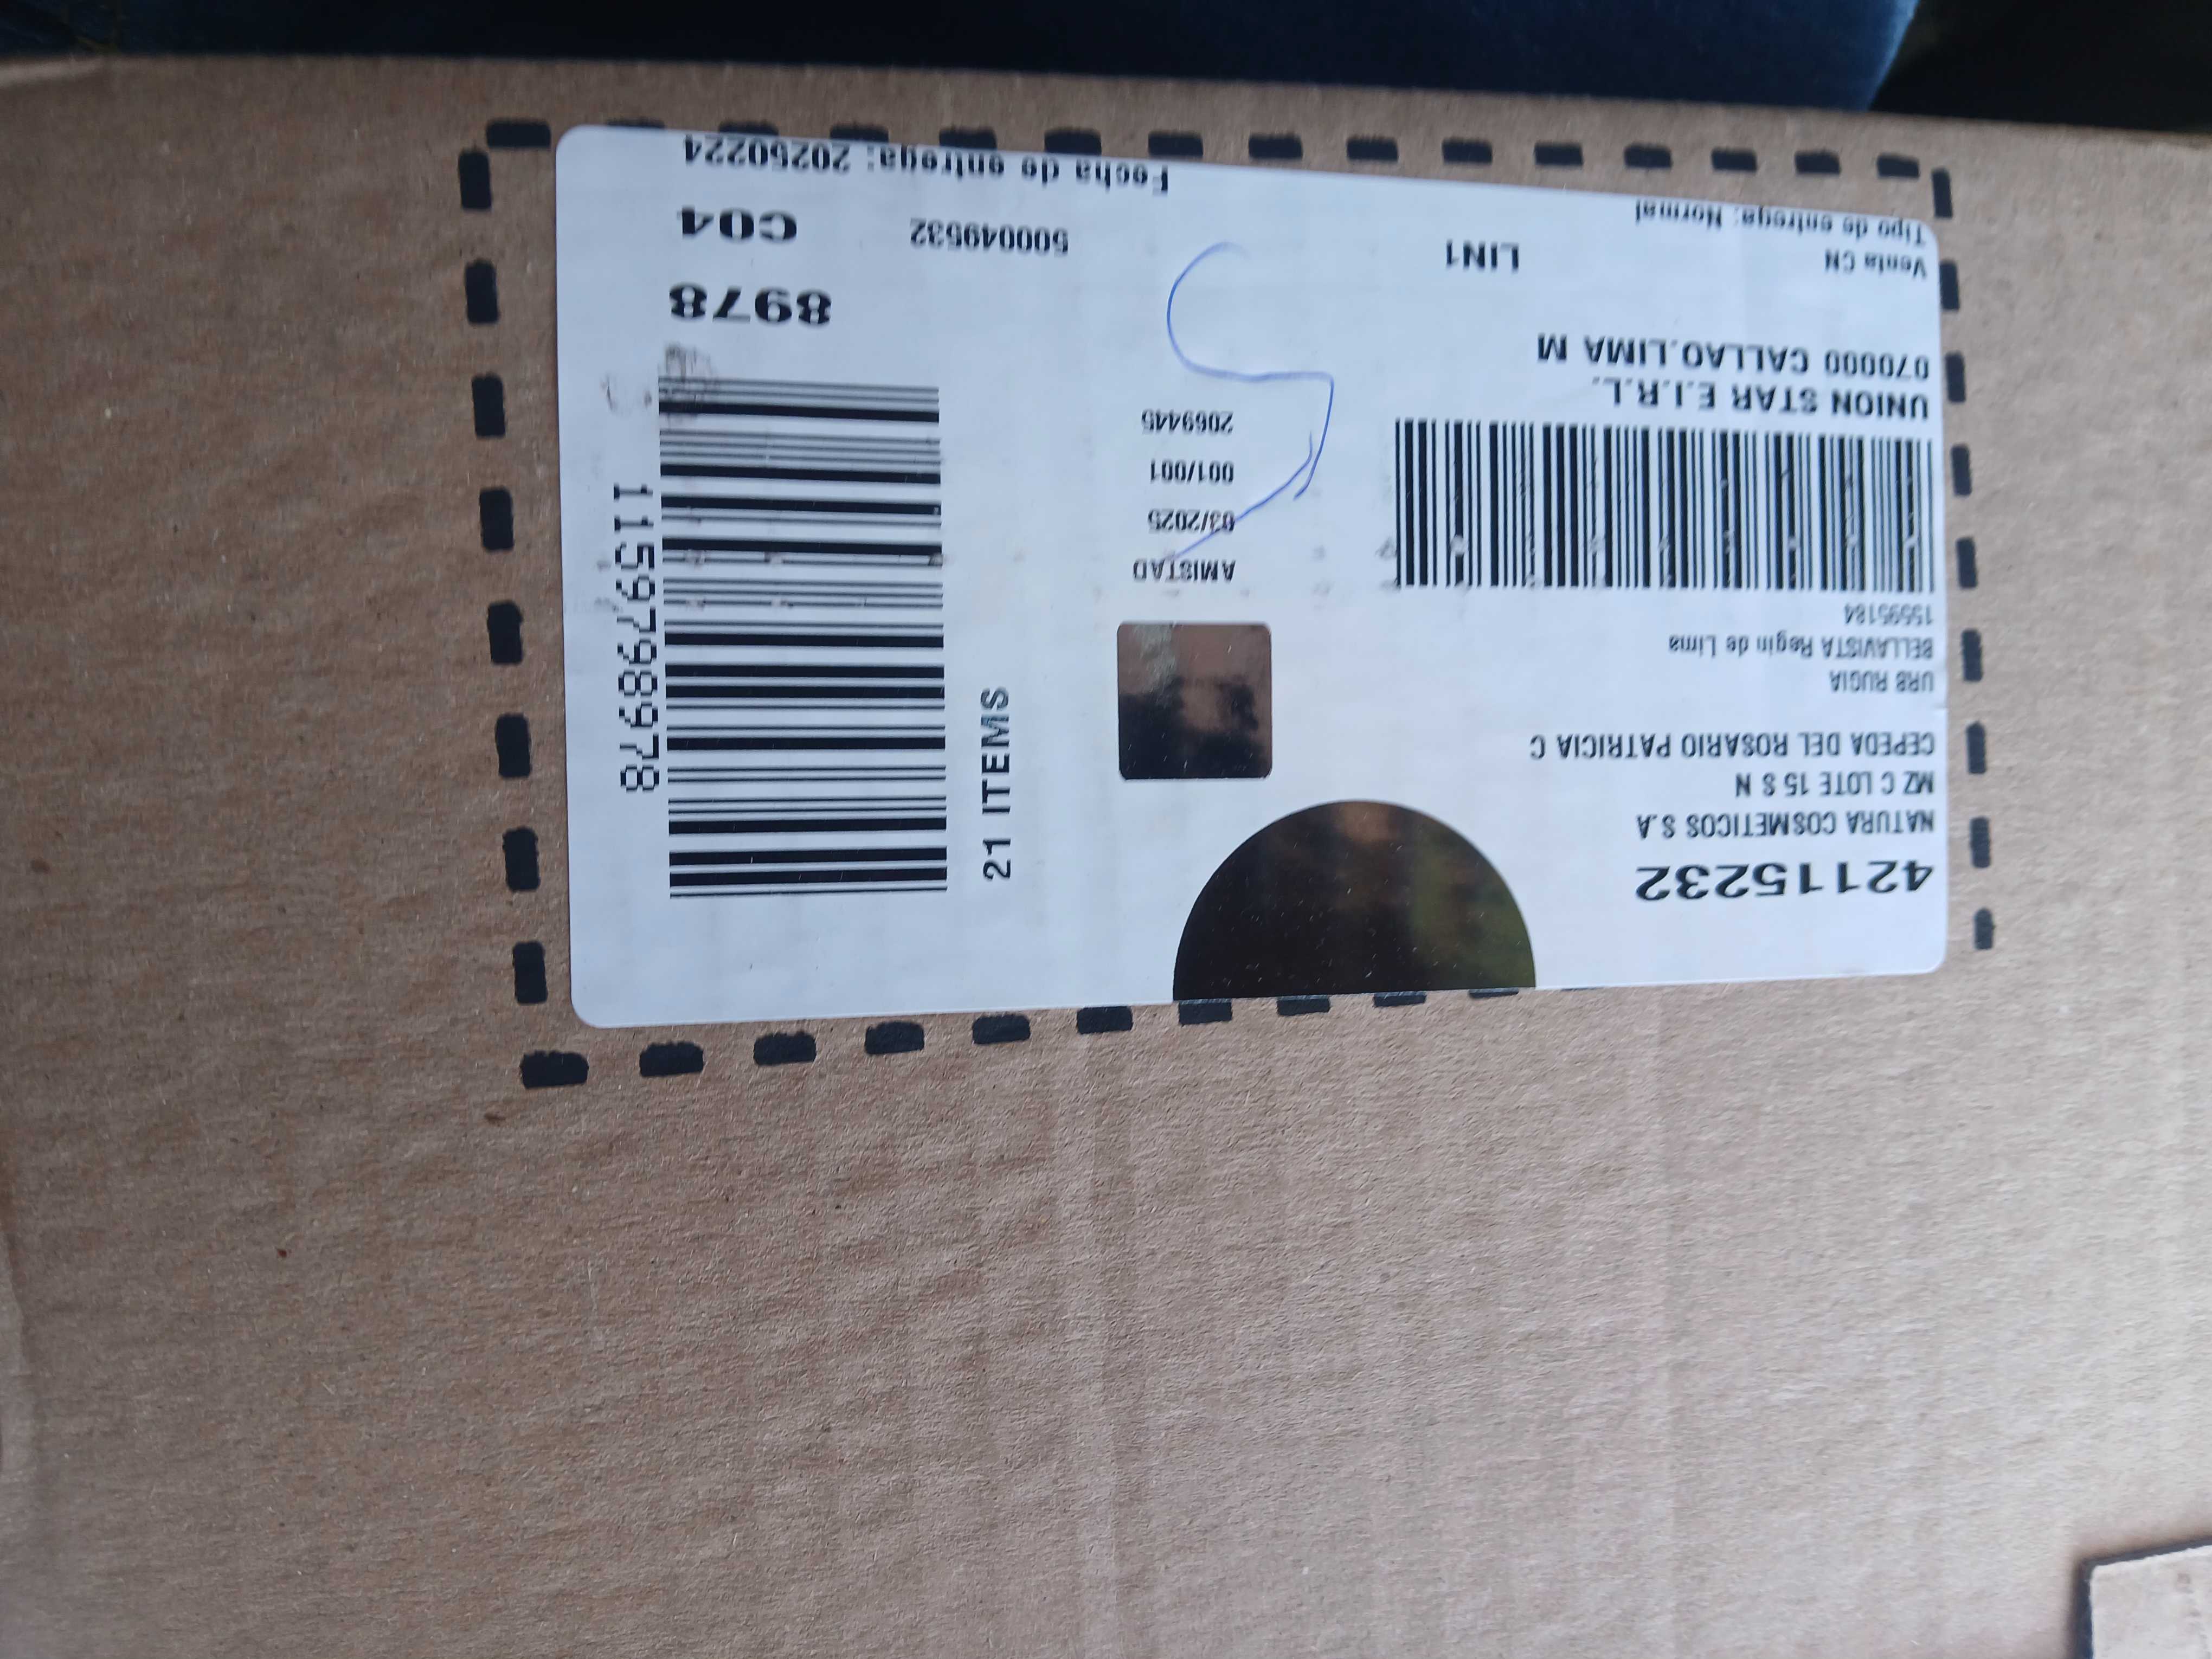 42115232
NATURA COSMETICOS S.A
MZ C LOTE 15 S N
CEPEDA DEL ROSARIO PATRICIA C
URB RUGIA
BELLAVISTA Regin de Lima
15595184
UNION STAR E.I.R.L.
070000 CALLAO.LIMA M
Venta CN
LIN1
Tipo de entrega: Normal
AMISTAD
03/2025
001/001
2069445
21 ITEMS
1159798978
8978
500049532
C04
Fecha de entrega: 20250224